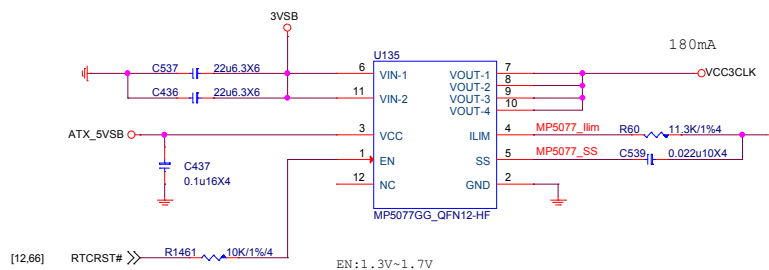 3VSB
U135
180mA
C537 22u6.3X6 6 VIN-1 VOUT-1 7 VCC3CLK
VOUT-2 8
C436 22u6.3X6 11 VIN-2 VOUT-3 9
VOUT-4 10
ATX_5VSB 3 VCC ILIM 4 MP5077_Ilim R60 11.3K/1%4
C437 1 EN SS 5 MP5077_SS C539 0.022u10X4
0.1u16X4 12 NC GND 2
MP5077GG_QFN12-HF
[12,66] RTCRST# R1461 10K/1%/4
EN:1.3V~1.7V